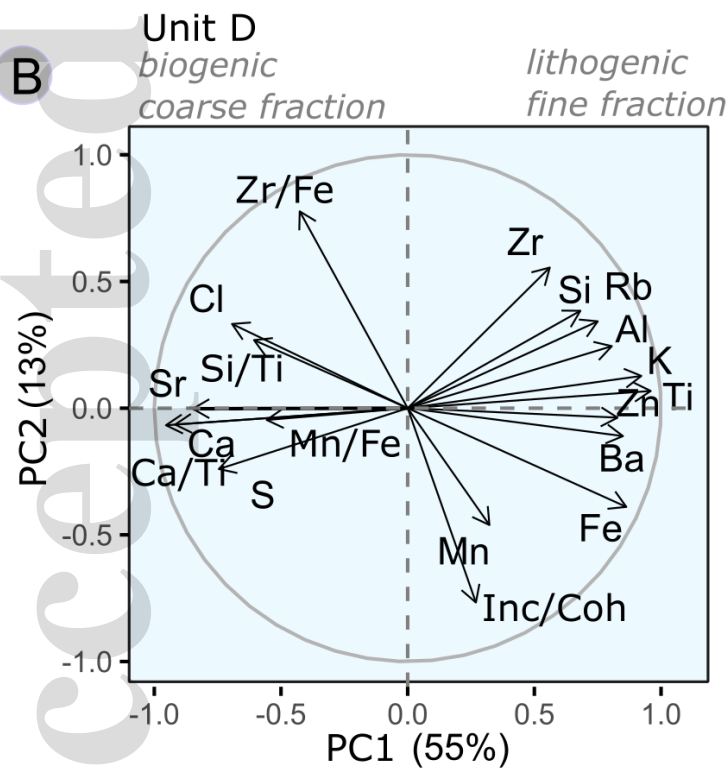 Unit D
B
biogenic
coarse fraction
lithogenic
fine fraction
1.0
0.5
0.0
-0.5
-1.0
PC2 (13%)
Zr/Fe
Zr
Si
Rb
Cl
Al
Si/Ti
K
Sr
Zn
Ti
Ca
Mn/Fe
Ca/Ti
Ba
S
Fe
Mn
Inc/Coh
-1.0
-0.5
0.0
0.5
1.0
PC1 (55%)
ccepted